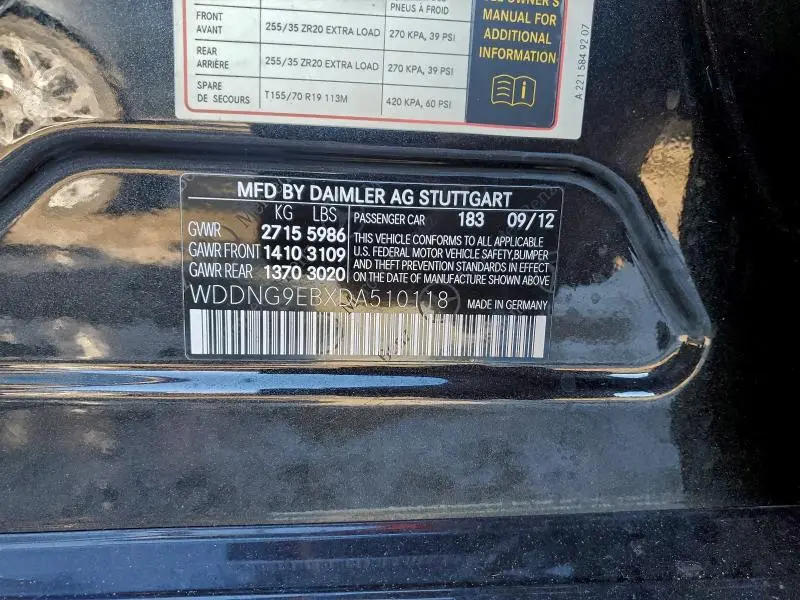 PNEUS À FROID
FRONT
AVANT
255/35 ZR20 EXTRA LOAD
270 KPA, 39 PSI
REAR
ARRIÈRE
255/35 ZR20 EXTRA LOAD
270 KPA, 39 PSI
SPARE
DE SECOURS
T155/70 R19 113M
420 KPA, 60 PSI
OWNER'S
MANUAL FOR
ADDITIONAL
INFORMATION
A 221 584 92 07
MFD BY DAIMLER AG STUTTGART
KG LBS
GVWR 2715 5986
GAWR FRONT 1410 3109
GAWR REAR 1370 3020
PASSENGER CAR 183 09/12
THIS VEHICLE CONFORMS TO ALL APPLICABLE
U.S. FEDERAL MOTOR VEHICLE SAFETY,BUMPER
AND THEFT PREVENTION STANDARDS IN EFFECT
ON THE DATE OF MANUFACTURE SHOWN ABOVE
WDDNG9EBXDA510118